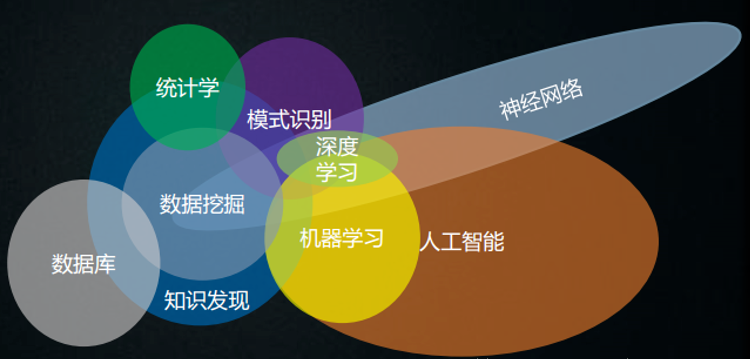 统计学
模式识别
神经网络
深度
学习
数据挖掘
机器学习
人工智能
数据库
知识发现